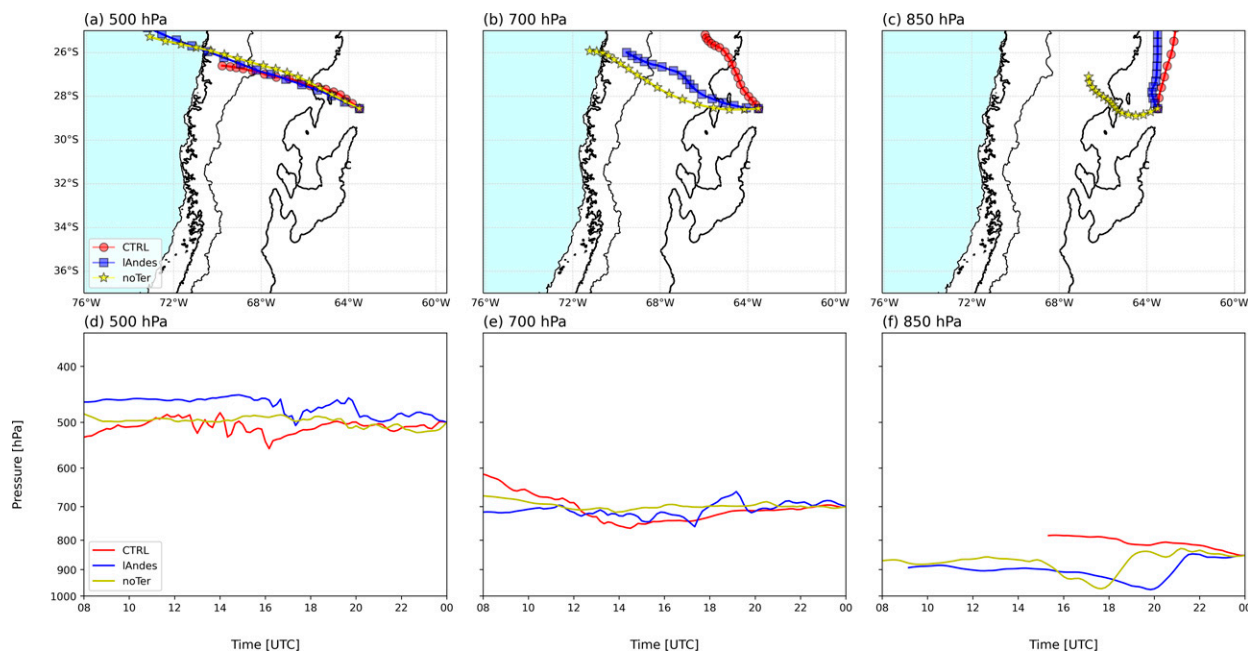 (a) 500 hPa
(b) 700 hPa
(c) 850 hPa
26°S
28°S
30°S
32°S
34°S
36°S
CTRL
lAndes
noTer
76°W 72°W 68°W 64°W 60°W
76°W 72°W 68°W 64°W 60°W
76°W 72°W 68°W 64°W 60°W
(d) 500 hPa
(e) 700 hPa
(f) 850 hPa
Pressure [hPa]
400
500
600
700
800
900
1000
CTRL
lAndes
noTer
08 10 12 14 16 18 20 22 00
08 10 12 14 16 18 20 22 00
08 10 12 14 16 18 20 22 00
Time [UTC]
Time [UTC]
Time [UTC]